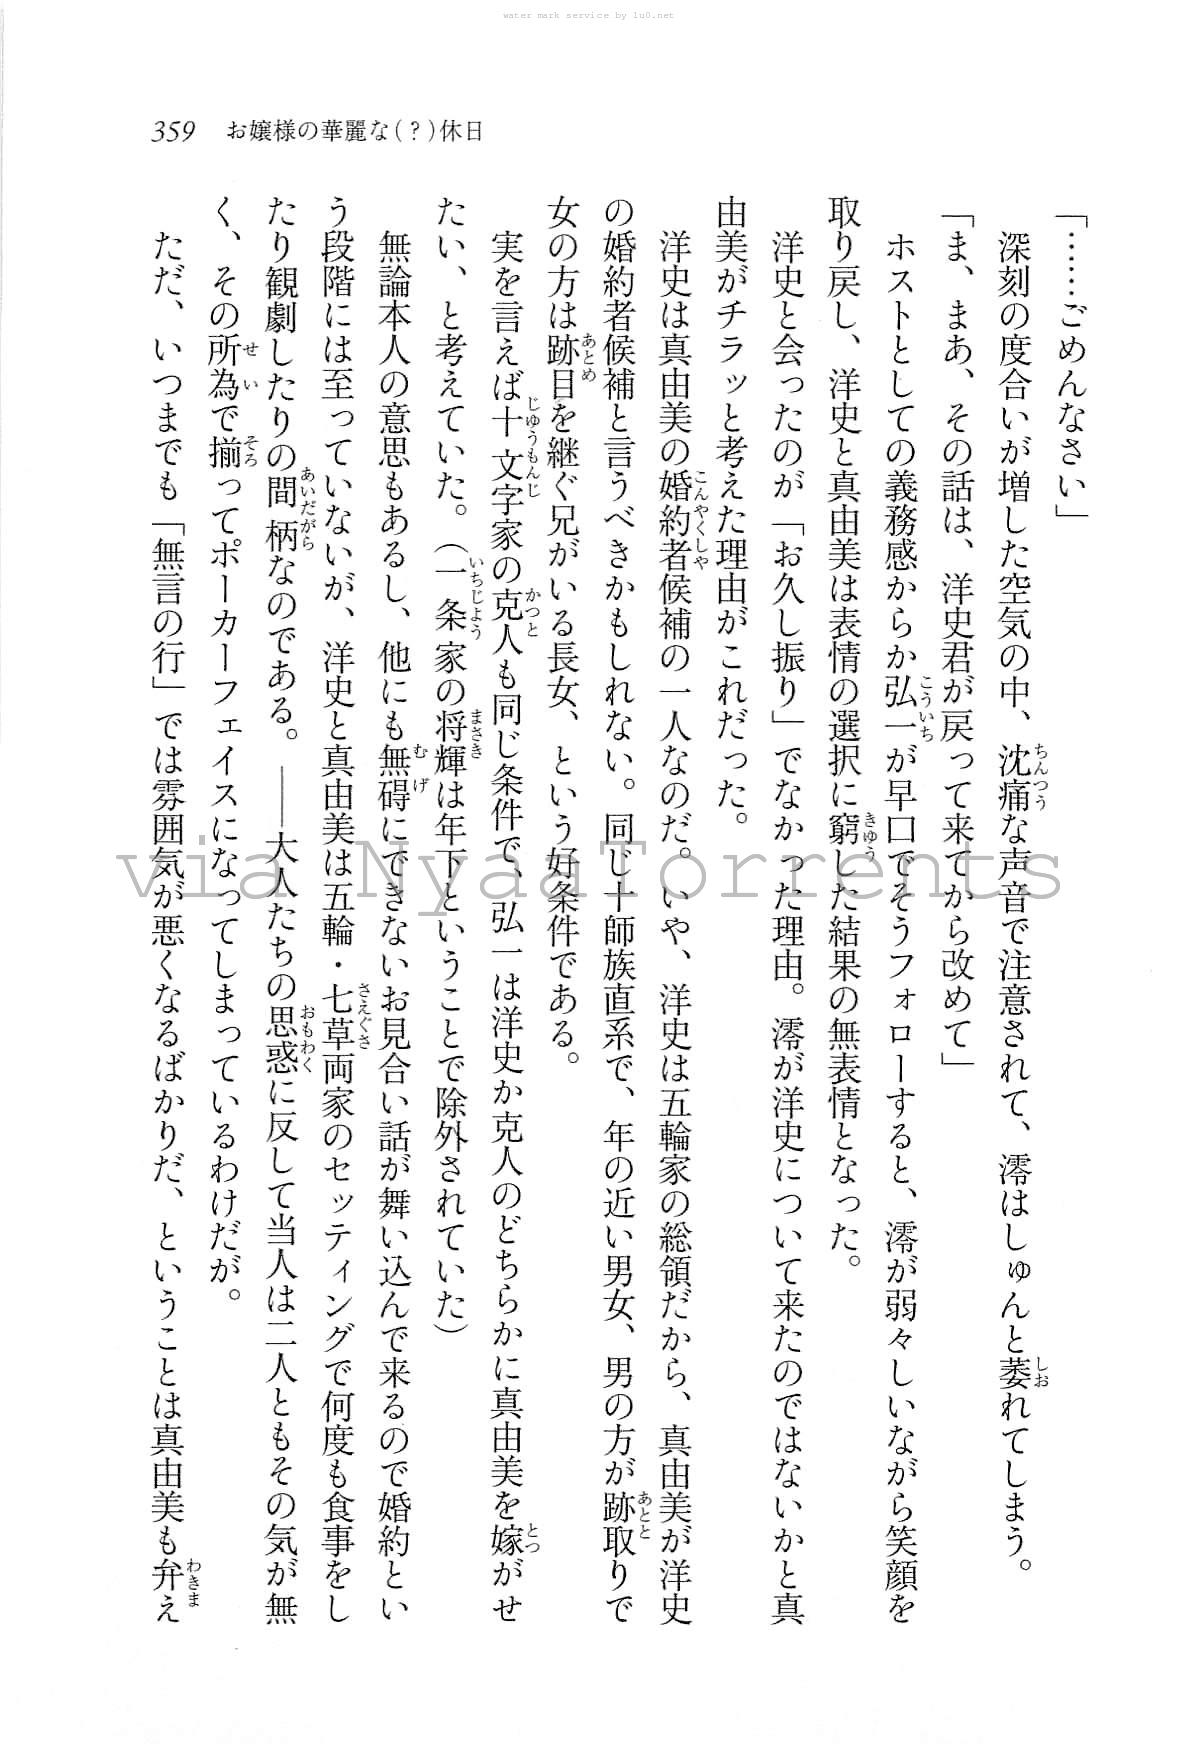 water mark service by lu0.net
359 お嬢様の華麗な(？)休日
「……ごめんなさい」
深刻の度合いが増した空気の中、沈痛な声音で注意されて、澪はしゅんと萎れてしまう。
「ま、まあ、その話は、洋史君が戻って来てから改めて」
ホストとしての義務感からか弘一が早口でそうフォローすると、澪が弱々しいながら笑顔を
取り戻し、洋史と真由美は表情の選択に窮した結果の無表情となった。
洋史と会ったのが「お久し振り」でなかった理由。澪が洋史について来たのではないかと真
由美がチラッと考えた理由がこれだった。
洋史は真由美の婚約者候補の一人なのだ。いや、洋史は五輪家の総領だから、真由美が洋史
の婚約者候補と言うべきかもしれない。同じ十師族直系で、年の近い男女、男の方が跡取りで
女の方は跡目を継ぐ兄がいる長女、という好条件である。
実を言えば十文字家の克人も同じ条件で、弘一は洋史か克人のどちらかに真由美を嫁がせ
たい、と考えていた。（一条家の将輝は年下ということで除外されていた）
無論本人の意思もあるし、他にも無碍にできないお見合い話が舞い込んで来るので婚約とい
う段階には至っていないが、洋史と真由美は五輪・七草両家のセッティングで何度も食事をし
たり観劇したりの間柄なのである。――大人たちの思惑に反して当人は二人ともその気が無
く、その所為で揃ってポーカーフェイスになってしまっているわけだが。
ただ、いつまでも「無言の行」では雰囲気が悪くなるばかりだ、ということは真由美も弁え
via NyaaTorrents